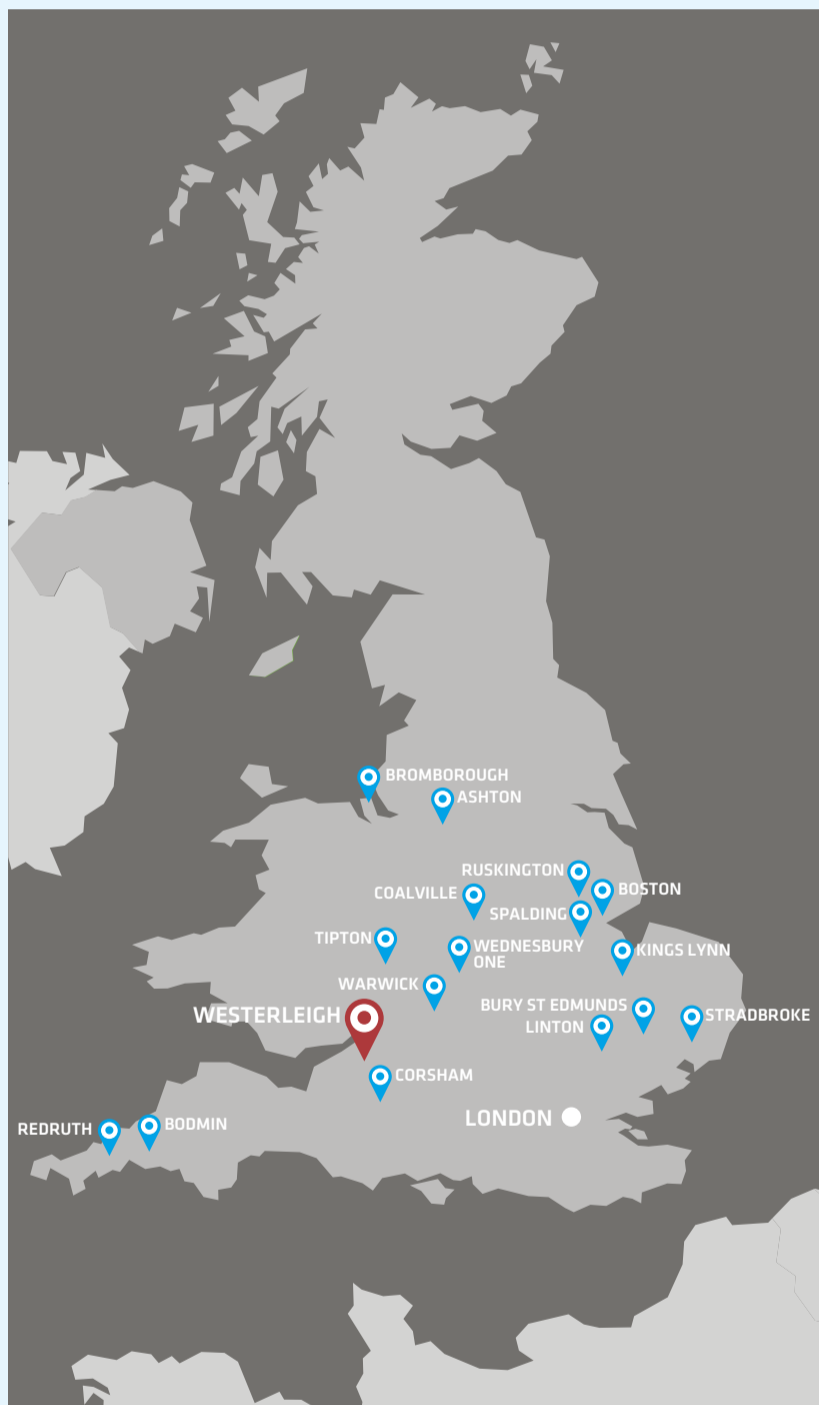 BROMBOROUGH
ASHTON
RUSKINGTON
COALVILLE
BOSTON
SPALDING
TIPTON
WEDNESBURY
ONE
KINGS LYNN
WARWICK
BURY ST EDMUNDS
WESTERLEIGH
STRADBROKE
LINTON
CORSHAM
LONDON
REDRUTH
BODMIN